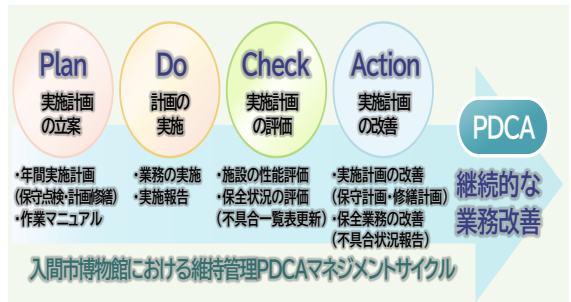 Plan
実施計画
の立案
・年間実施計画
(保守点検・計画修繕)
・作業マニュアル
Do
計画の
実施
・業務の実施
・実施報告
Check
実施計画
の評価
・施設の性能評価
・保全状況の評価
(不具合一覧表更新)
Action
実施計画
の改善
・実施計画の改善
(保守計画・修繕計画)
・保全業務の改善
(不具合状況報告)
PDCA
継続的な
業務改善
入間市博物館における維持管理PDCAマネジメントサイクル